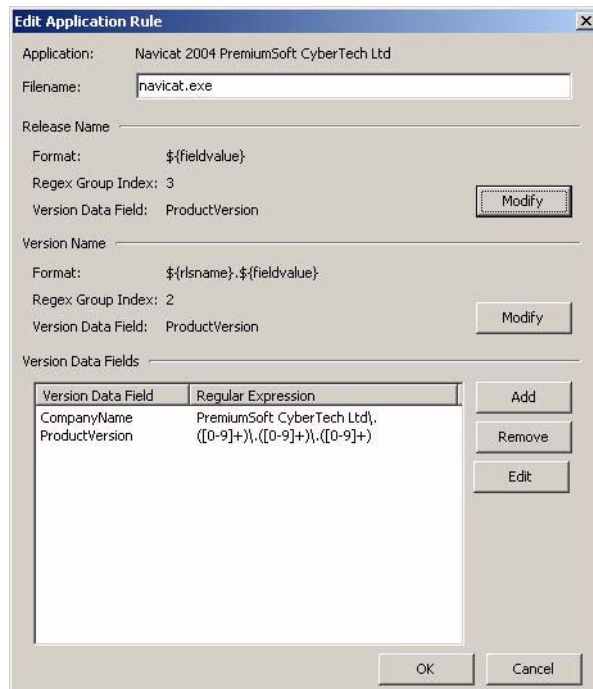 Edit Application Rule
Application: Navicat 2004 PremiumSoft CyberTech Ltd
Filename: navicat.exe
Release Name
Format: ${fieldvalue}
Regex Group Index: 3
Version Data Field: ProductVersion
Modify
Version Name
Format: ${rlsname}.${fieldvalue}
Regex Group Index: 2
Version Data Field: ProductVersion
Modify
Version Data Fields
Version Data Field Regular Expression
CompanyName PremiumSoft CyberTech Ltd\.
ProductVersion ([0-9]+)\.([0-9]+)\.([0-9]+)
Add
Remove
Edit
OK Cancel